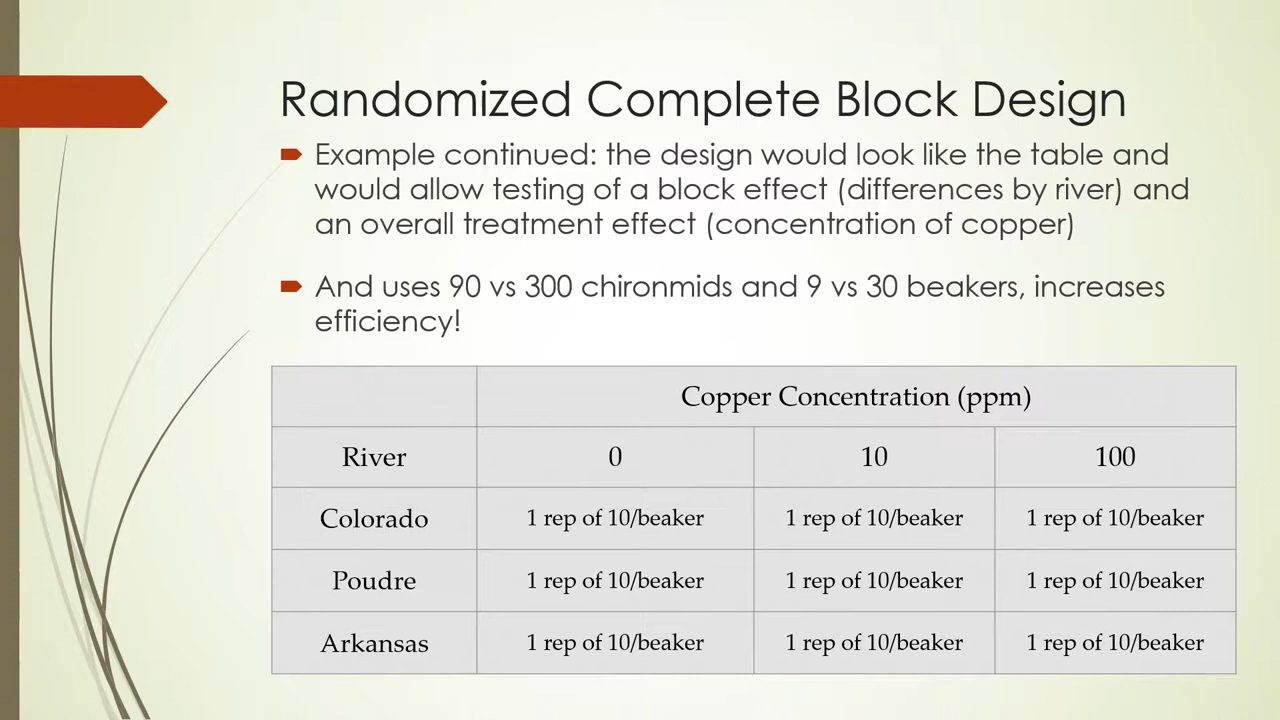 Randomized Complete Block Design
Example continued: the design would look like the table and
would allow testing of a block effect (differences by river) and
an overall treatment effect (concentration of copper)
And uses 90 vs 300 chironmids and 9 vs 30 beakers, increases
efficiency!
Copper Concentration (ppm)
River 0 10 100
Colorado 1 rep of 10/beaker 1 rep of 10/beaker 1 rep of 10/beaker
Poudre 1 rep of 10/beaker 1 rep of 10/beaker 1 rep of 10/beaker
Arkansas 1 rep of 10/beaker 1 rep of 10/beaker 1 rep of 10/beaker